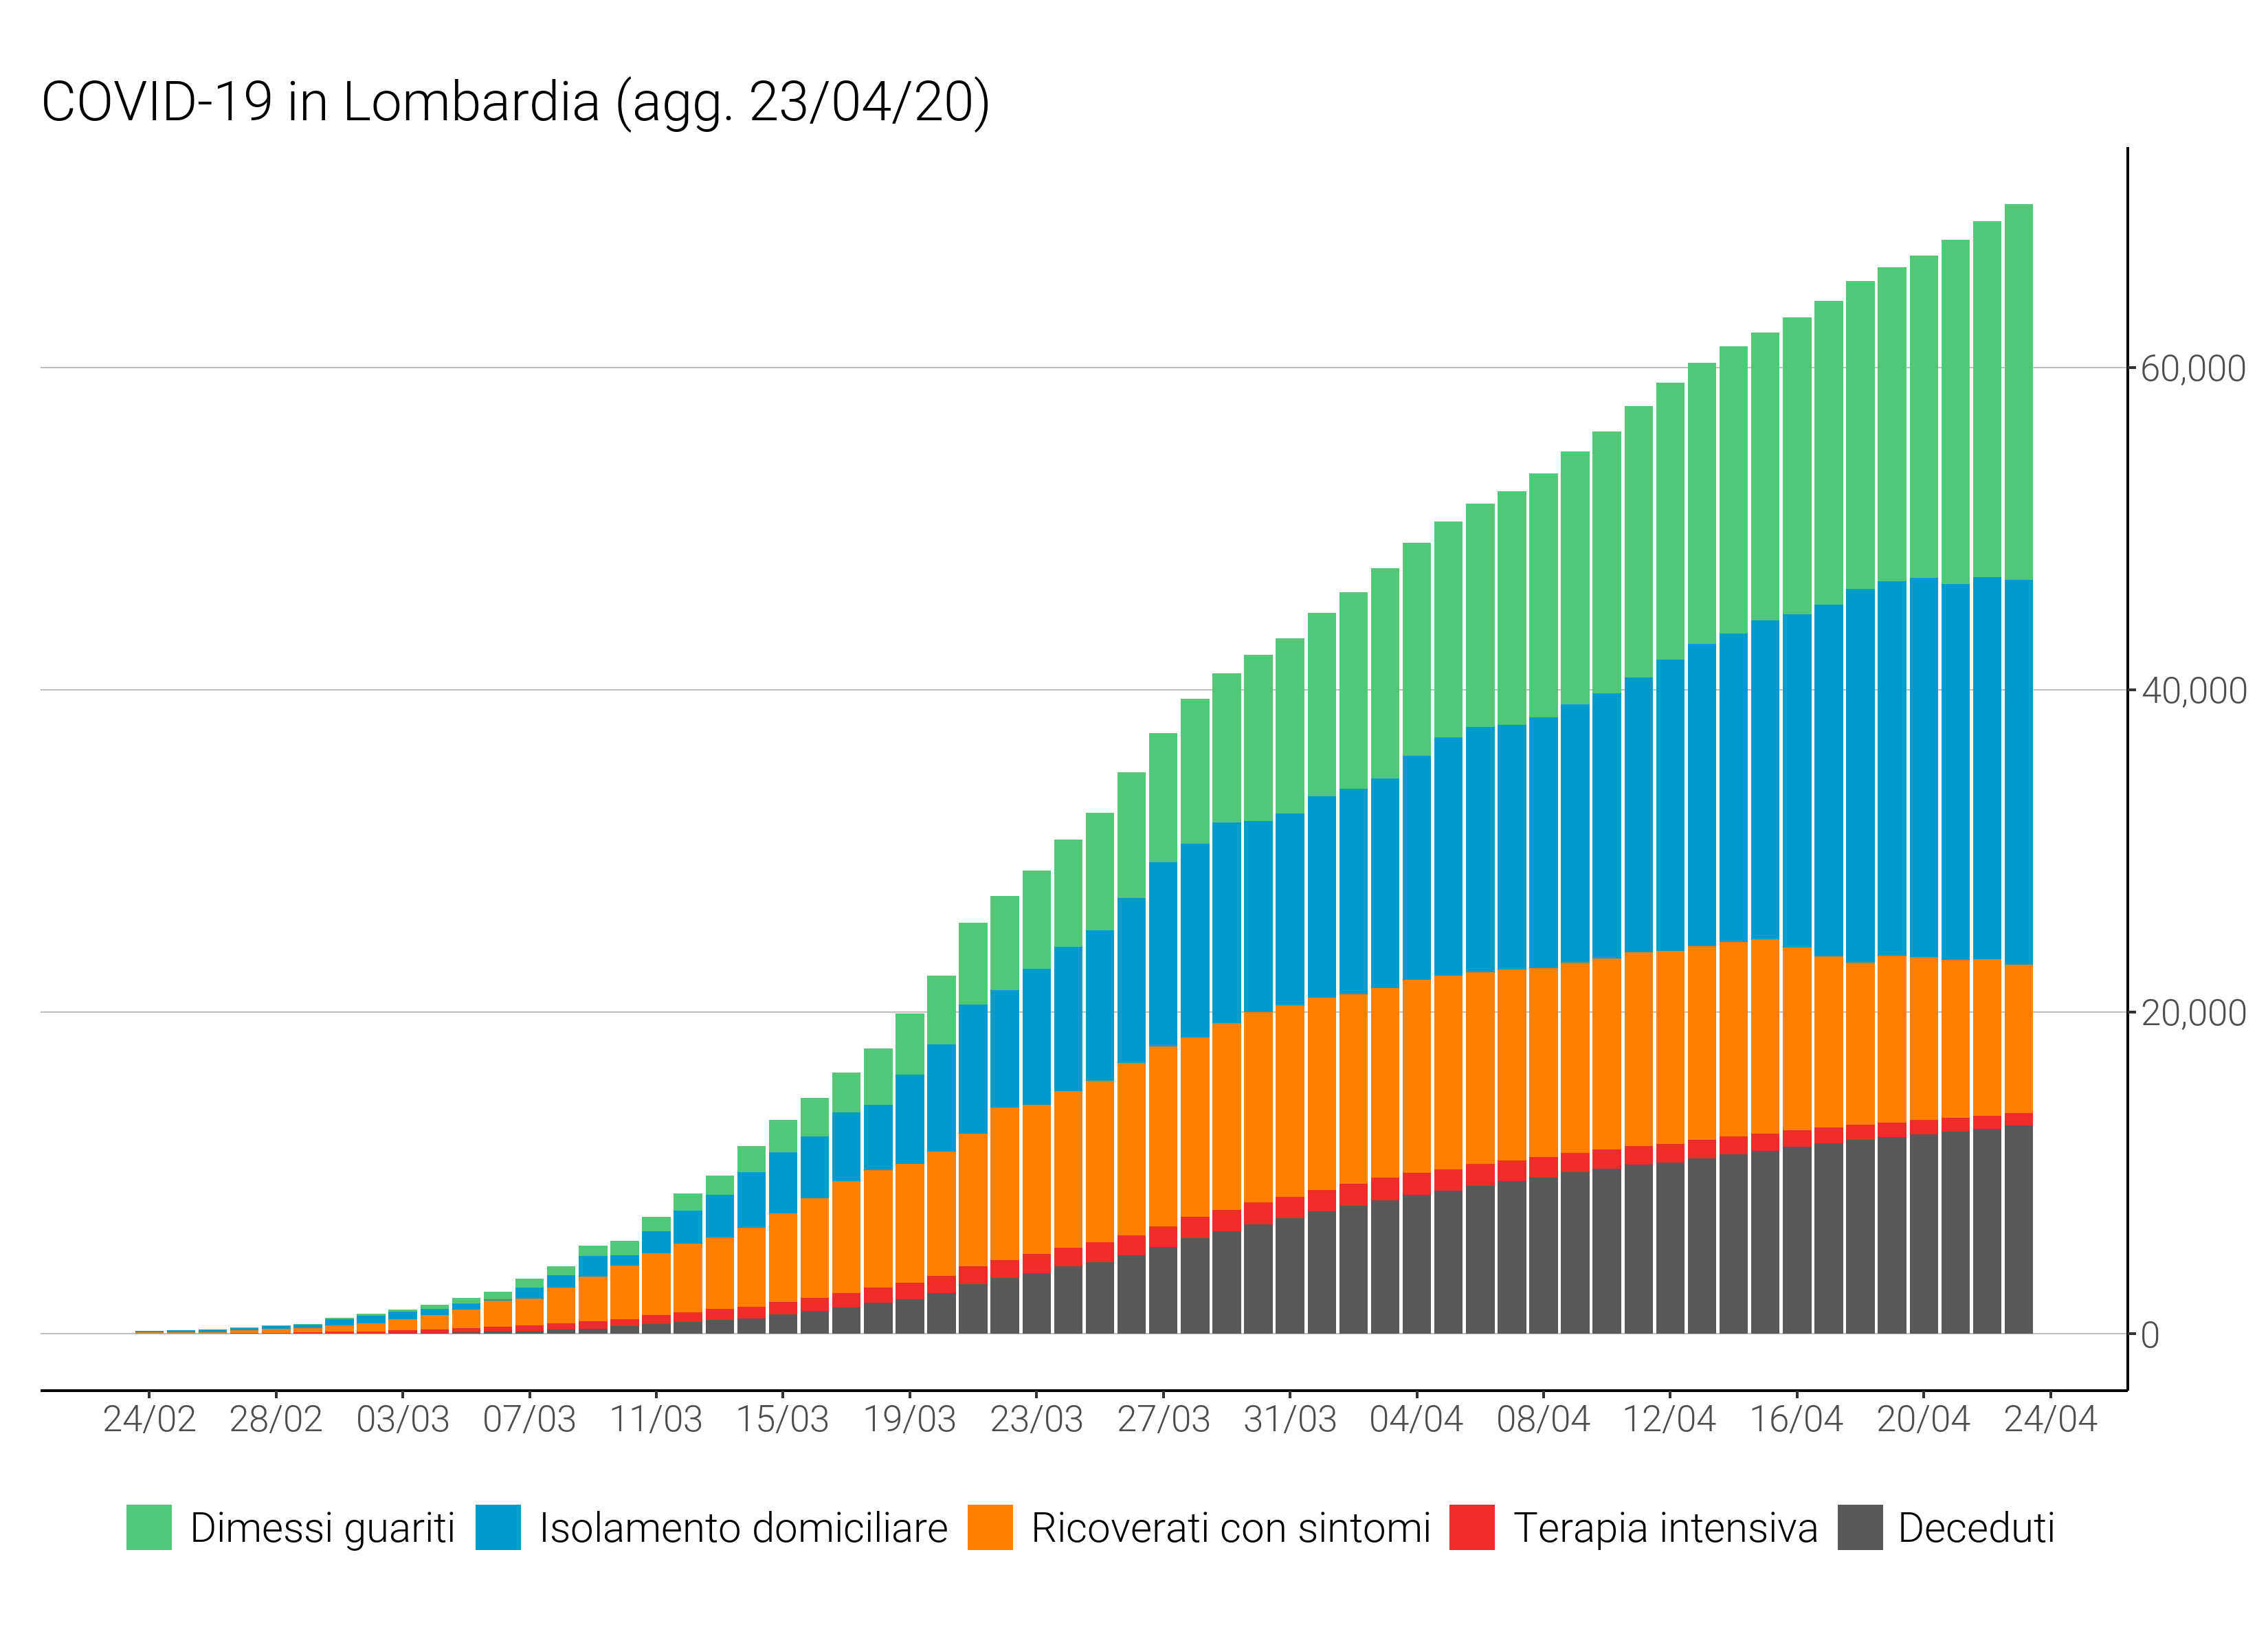 COVID-19 in Lombardia (agg. 23/04/20)
60,000
40,000
20,000
0
24/02 28/02 03/03 07/03 11/03 15/03 19/03 23/03 27/03 31/03 04/04 08/04 12/04 16/04 20/04 24/04
Dimessi guariti Isolamento domiciliare Ricoverati con sintomi Terapia intensiva Deceduti